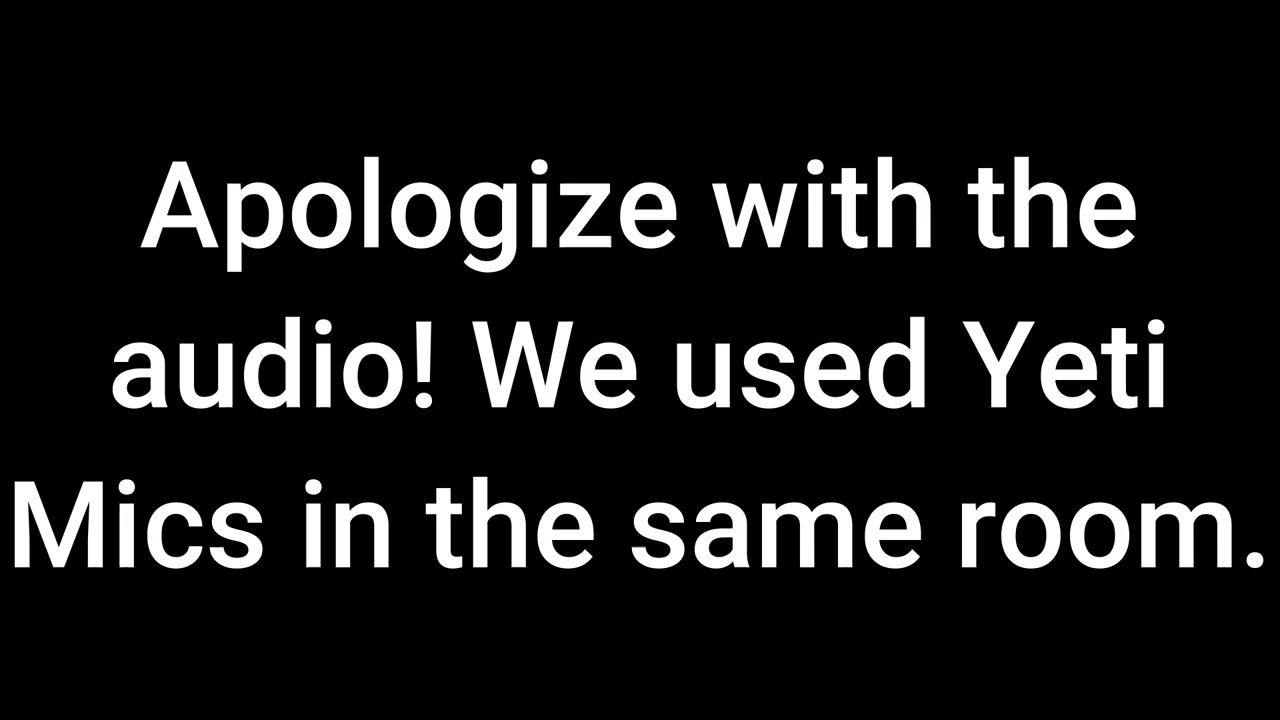 Apologize with the
audio! We used Yeti
Mics in the same room.